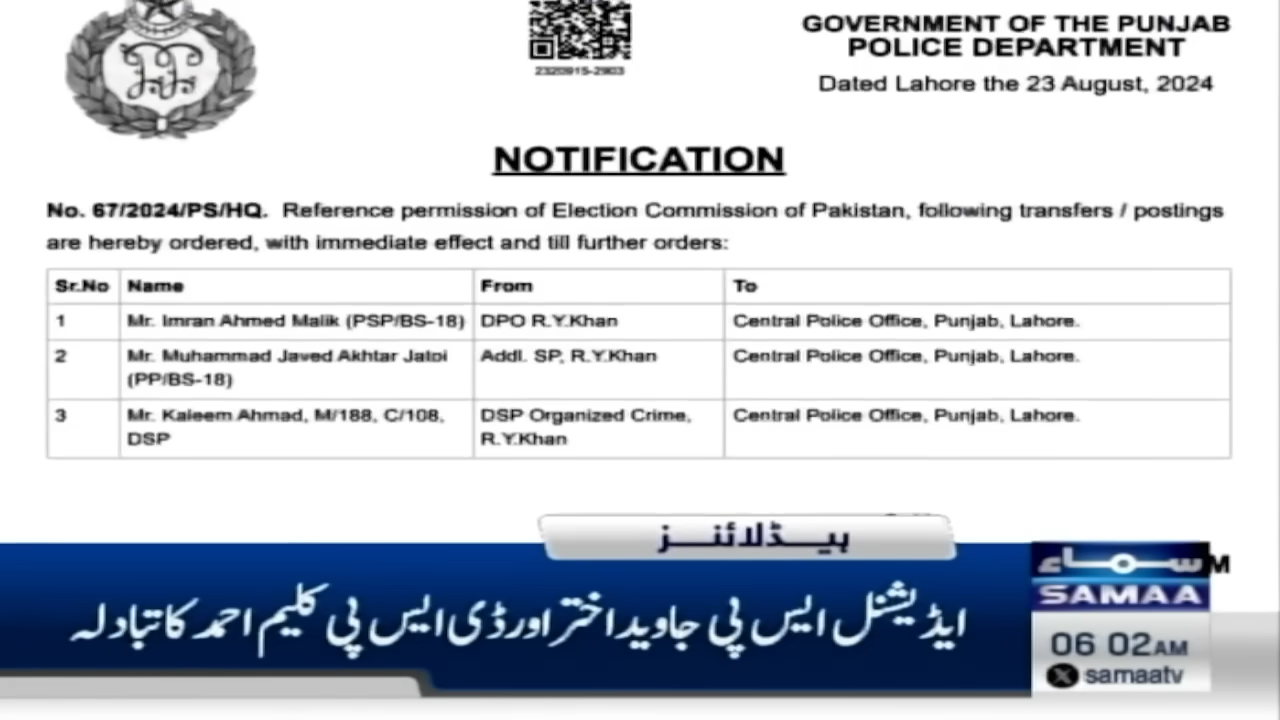 GOVERNMENT OF THE PUNJAB
POLICE DEPARTMENT
Dated Lahore the 23 August, 2024
2320915-2903
NOTIFICATION
No. 67/2024/PS/HQ. Reference permission of Election Commission of Pakistan, following transfers / postings
are hereby ordered, with immediate effect and till further orders:
Sr.No Name From To
1 Mr. Imran Ahmed Malik (PSP/BS-18) DPO R.Y.Khan Central Police Office, Punjab, Lahore.
2 Mr. Muhammad Javed Akhtar Jatoi Addl. SP, R.Y.Khan Central Police Office, Punjab, Lahore.
(PP/BS-18)
3 Mr. Kaleem Ahmad, M/188, C/108, DSP Organized Crime, Central Police Office, Punjab, Lahore.
DSP R.Y.Khan
ہیڈلائنز
ایڈیشنل ایس پی جاوید اختر اور ڈی ایس پی کلیم احمد کا تبادلہ
سماء
SAMAA
06 02 AM
samaatv